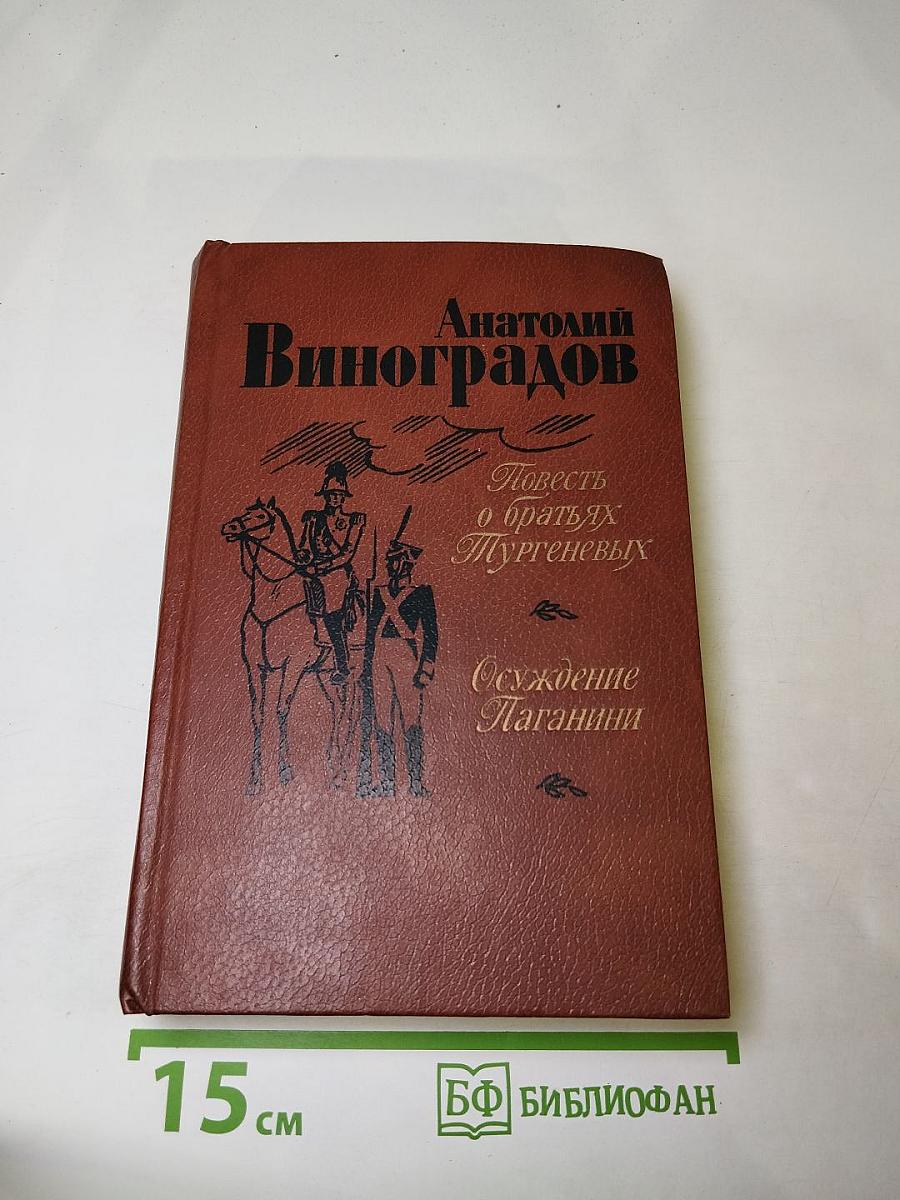 Анатолий
Виноградов
Повесть
о братьях
Тургеневых
Осуждение
Паганини
15 см
БФ БИБЛИОФАН